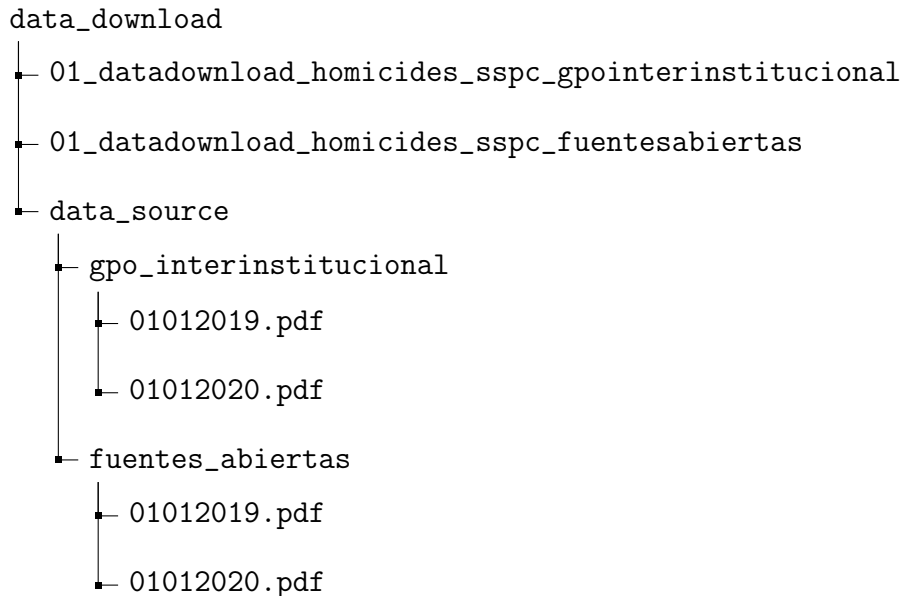 data_download
01_datadownload_homicides_sspc_gpointerinstitucional
01_datadownload_homicides_sspc_fuentesabiertas
data_source
gpo_interinstitucional
01012019.pdf
01012020.pdf
fuentes_abiertas
01012019.pdf
01012020.pdf